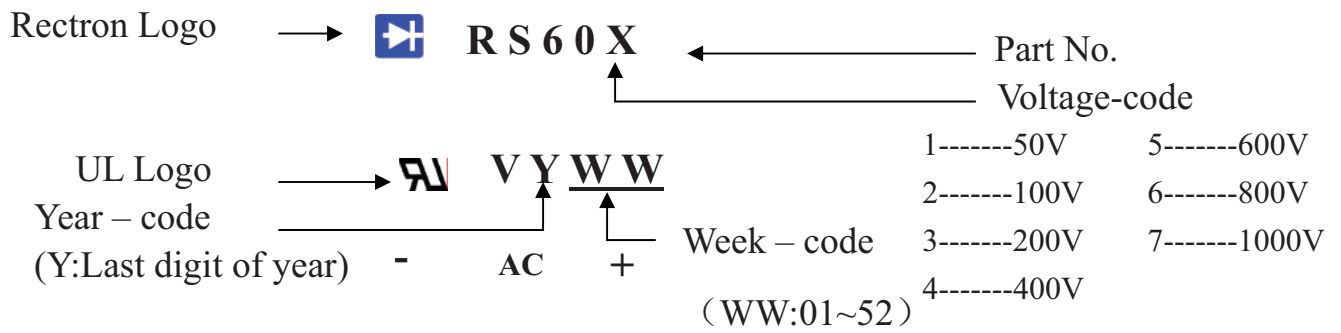 Rectron Logo R S 6 0 X Part No.
Voltage-code
1-------50V 5-------600V
UL Logo V Y W W
2-------100V 6-------800V
Year – code
Week – code 3-------200V 7-------1000V
(Y:Last digit of year) - AC +
4-------400V
（WW:01~52）